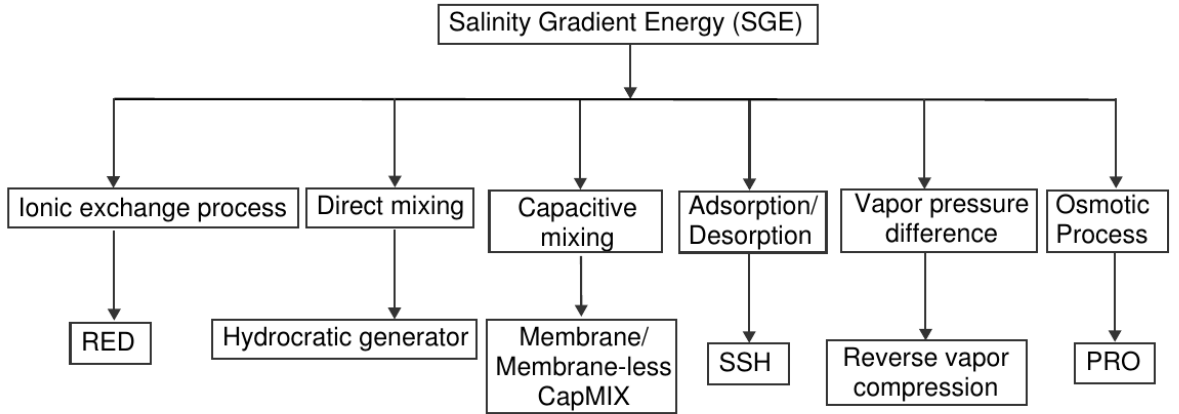 Salinity Gradient Energy (SGE)
Ionic exchange process
Direct mixing
Capacitive
mixing
Adsorption/
Desorption
Vapor pressure
difference
Osmotic
Process
RED
Hydrocratic generator
Membrane/
Membrane-less
CapMIX
SSH
Reverse vapor
compression
PRO